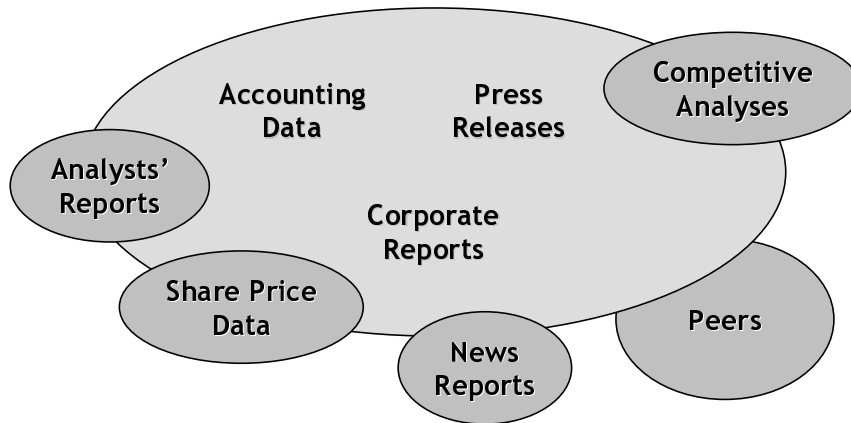 Accounting
Data
Press
Releases
Competitive
Analyses
Analysts’
Reports
Corporate
Reports
Share Price
Data
Peers
News
Reports